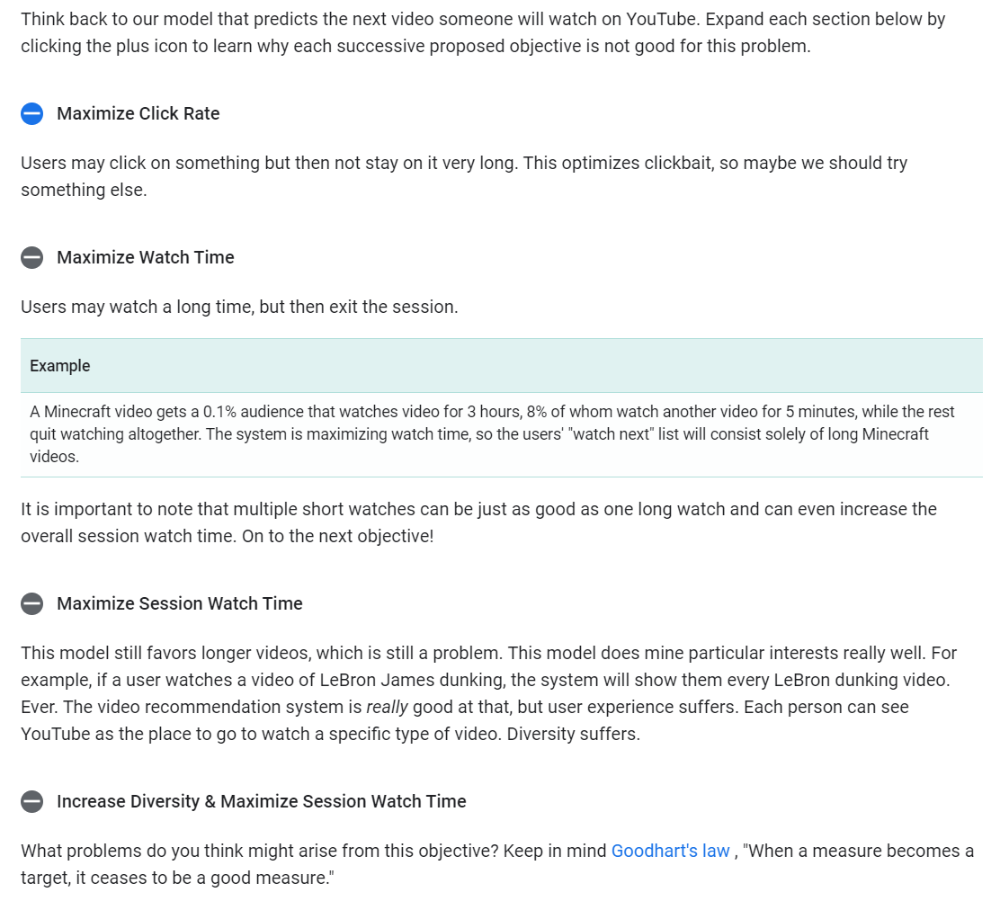 Think back to our model that predicts the next video someone will watch on YouTube. Expand each section below by
clicking the plus icon to learn why each successive proposed objective is not good for this problem.
Maximize Click Rate
Users may click on something but then not stay on it very long. This optimizes clickbait, so maybe we should try
something else.
Maximize Watch Time
Users may watch a long time, but then exit the session.
Example
A Minecraft video gets a 0.1% audience that watches video for 3 hours, 8% of whom watch another video for 5 minutes, while the rest
quit watching altogether. The system is maximizing watch time, so the users' "watch next" list will consist solely of long Minecraft
videos.
It is important to note that multiple short watches can be just as good as one long watch and can even increase the
overall session watch time. On to the next objective!
Maximize Session Watch Time
This model still favors longer videos, which is still a problem. This model does mine particular interests really well. For
example, if a user watches a video of LeBron James dunking, the system will show them every LeBron dunking video.
Ever. The video recommendation system is really good at that, but user experience suffers. Each person can see
YouTube as the place to go to watch a specific type of video. Diversity suffers.
Increase Diversity & Maximize Session Watch Time
What problems do you think might arise from this objective? Keep in mind Goodhart's law , "When a measure becomes a
target, it ceases to be a good measure."